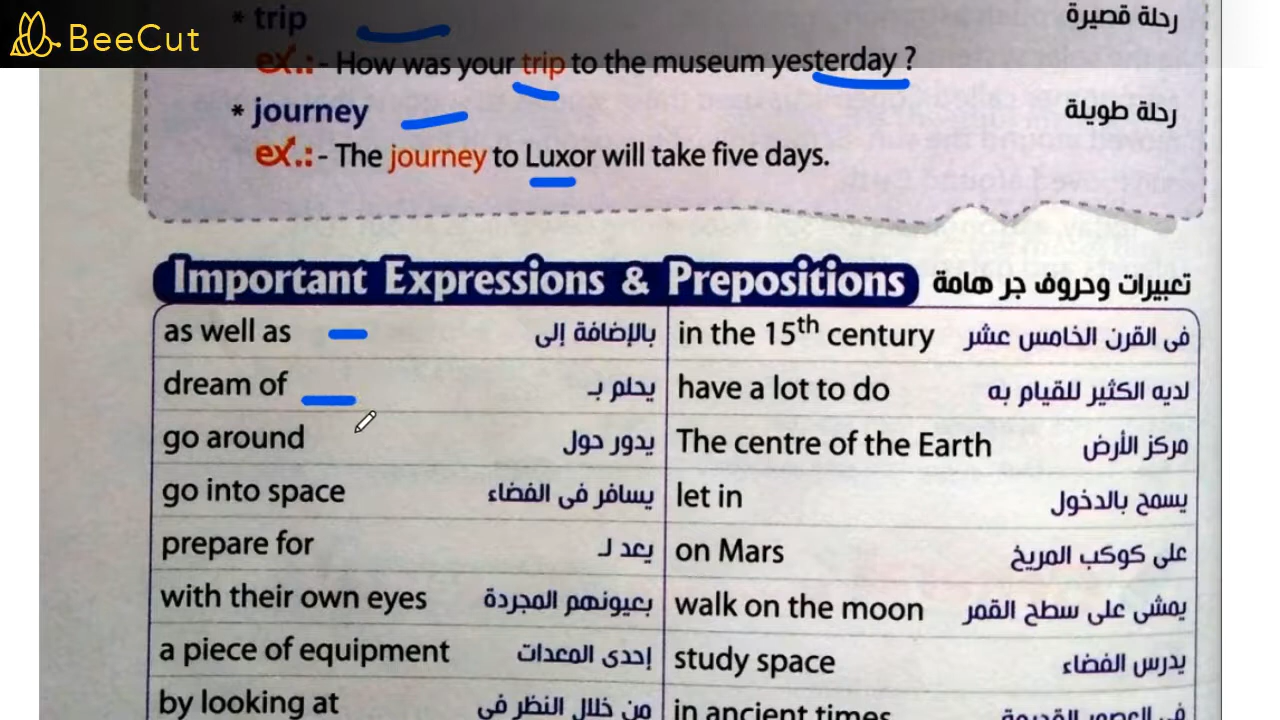 BeeCut
* trip رحلة قصيرة
ex.: - How was your trip to the museum yesterday ?
* journey رحلة طويلة
ex.: - The journey to Luxor will take five days.
Important Expressions & Prepositions تعبيرات وحروف جر هامة
as well as بالإضافة إلى in the 15th century فى القرن الخامس عشر
dream of يحلم بـ have a lot to do لديه الكثير للقيام به
go around يدور حول The centre of the Earth مركز الأرض
go into space يسافر فى الفضاء let in يسمح بالدخول
prepare for يعد لـ on Mars على كوكب المريخ
with their own eyes بعيونهم المجردة walk on the moon يمشى على سطح القمر
a piece of equipment إحدى المعدات study space يدرس الفضاء
by looking at من خلال النظر فى in ancient times فى العصور القديمة